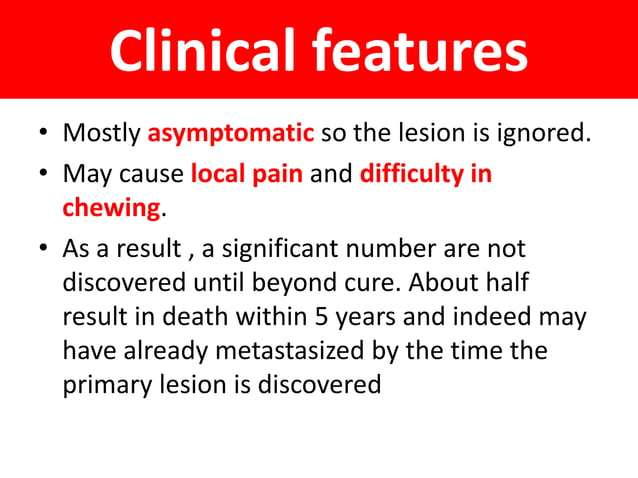 Clinical features
• Mostly asymptomatic so the lesion is ignored.
• May cause local pain and difficulty in
chewing.
• As a result , a significant number are not
discovered until beyond cure. About half
result in death within 5 years and indeed may
have already metastasized by the time the
primary lesion is discovered